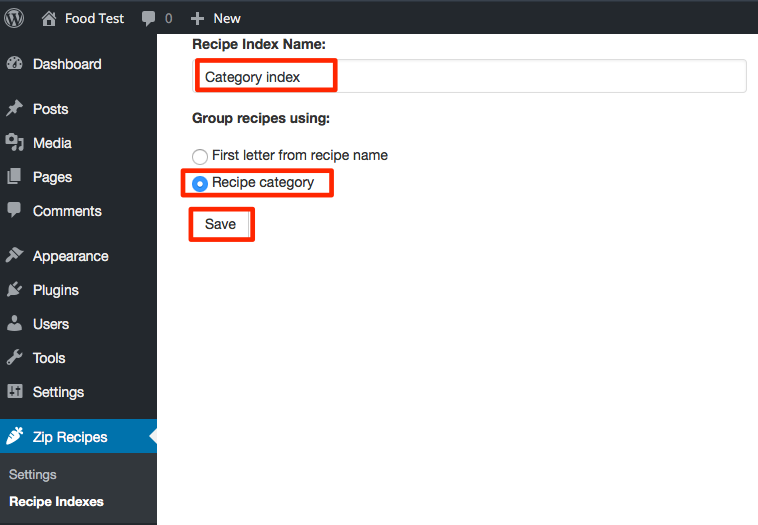 Food Test 0 New
Dashboard
Posts
Media
Pages
Comments
Appearance
Plugins
Users
Tools
Settings
Zip Recipes
Settings
Recipe Indexes
Recipe Index Name:
Category index
Group recipes using:
First letter from recipe name
Recipe category
Save